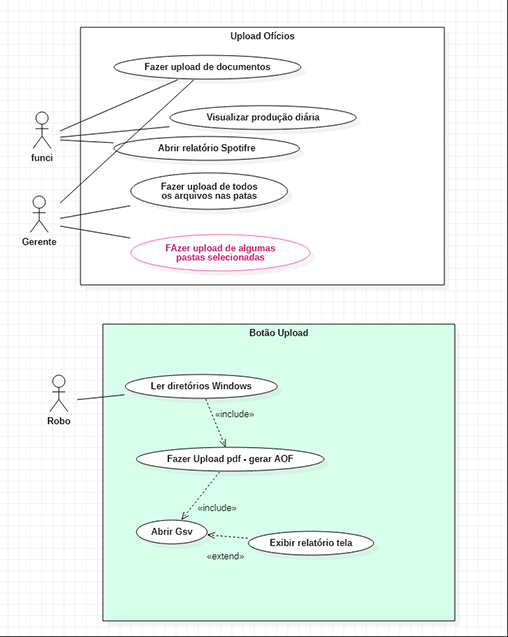 Upload Ofícios
Fazer upload de documentos
Visualizar produção diária
Abrir relatório Spotifre
funci
Fazer upload de todos
os arquivos nas patas
Gerente
FAzer upload de algumas
pastas selecionadas
Botão Upload
Ler diretórios Windows
Robo
«include»
Fazer Upload pdf - gerar AOF
«include»
Abrir Gsv
Exibir relatório tela
«extend»